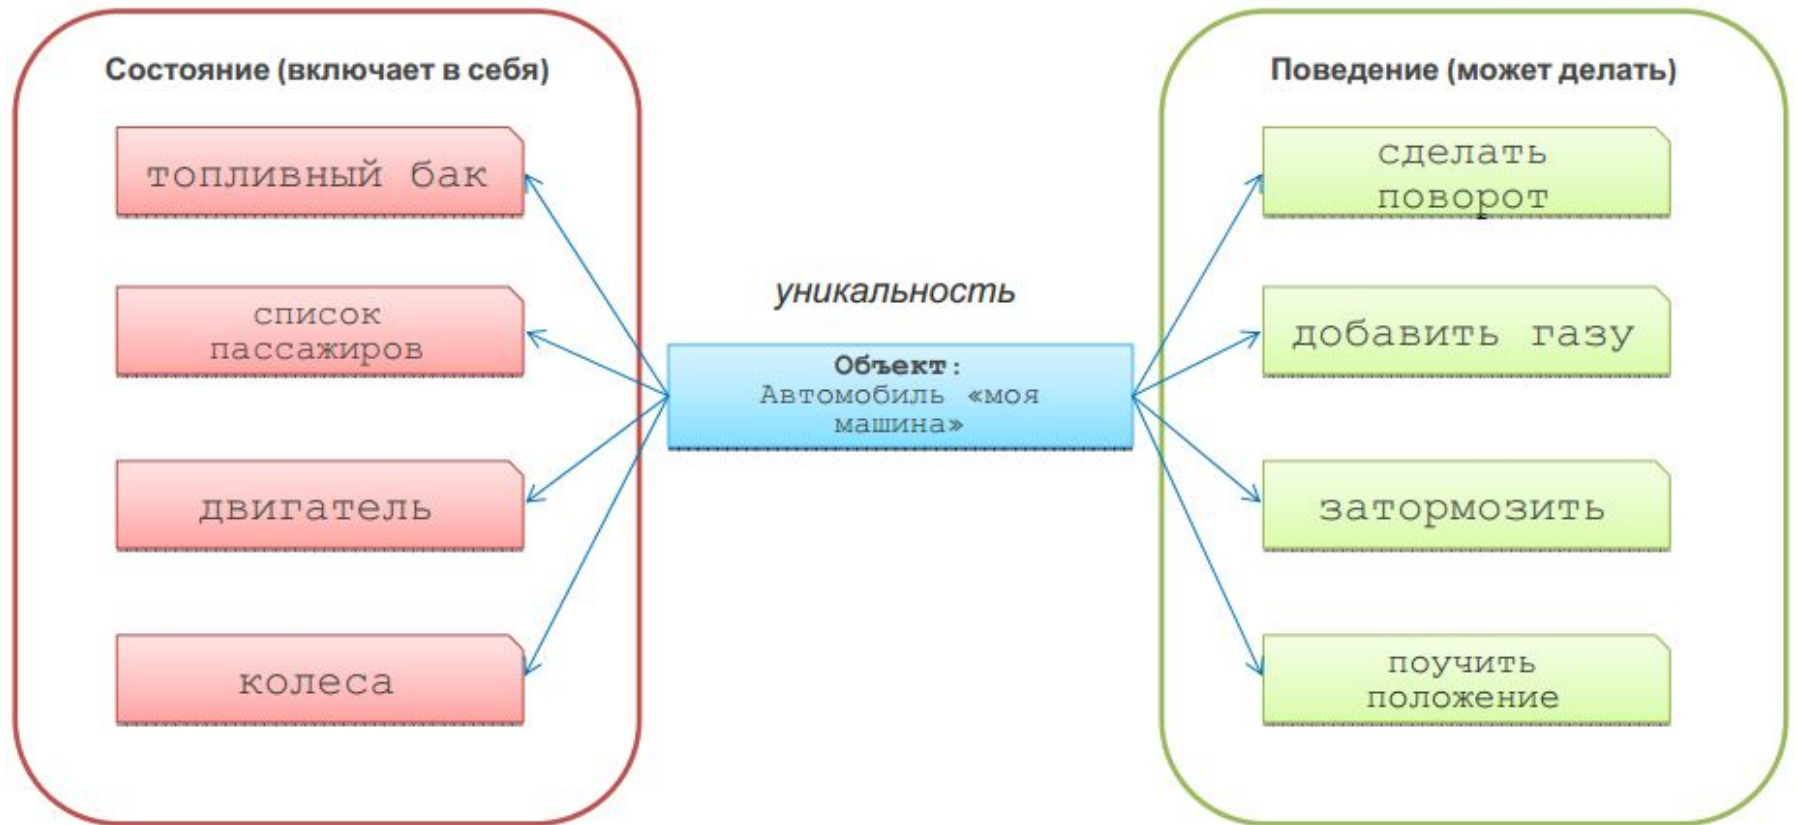 Состояние (включает в себя)
топливный бак
список
пассажиров
двигатель
колеса
уникальность
Объект:
Автомобиль «моя
машина»
Поведение (может делать)
сделать
поворот
добавить газу
затормозить
поучить
положение